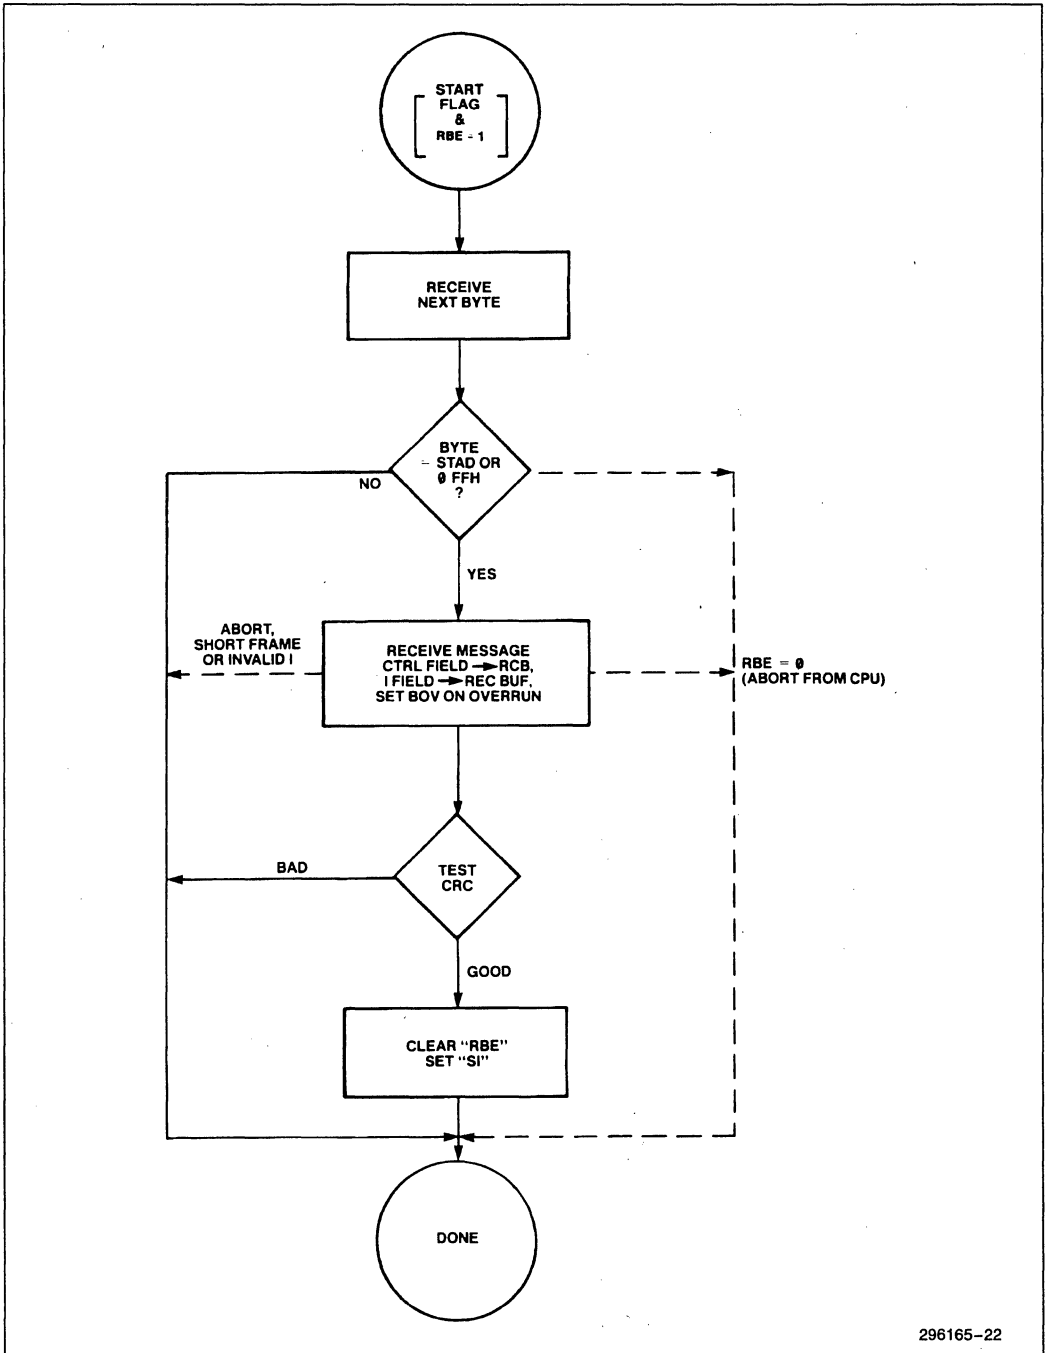 START
FLAG
&
RBE = 1
RECEIVE
NEXT BYTE
BYTE
= STAD OR
0 FFH
?
NO
YES
ABORT,
SHORT FRAME
OR INVALID I
RECEIVE MESSAGE
CTRL FIELD → RCB,
I FIELD → REC BUF,
SET BOV ON OVERRUN
RBE = 0
(ABORT FROM CPU)
BAD
TEST
CRC
GOOD
CLEAR "RBE"
SET "SI"
DONE
296165–22